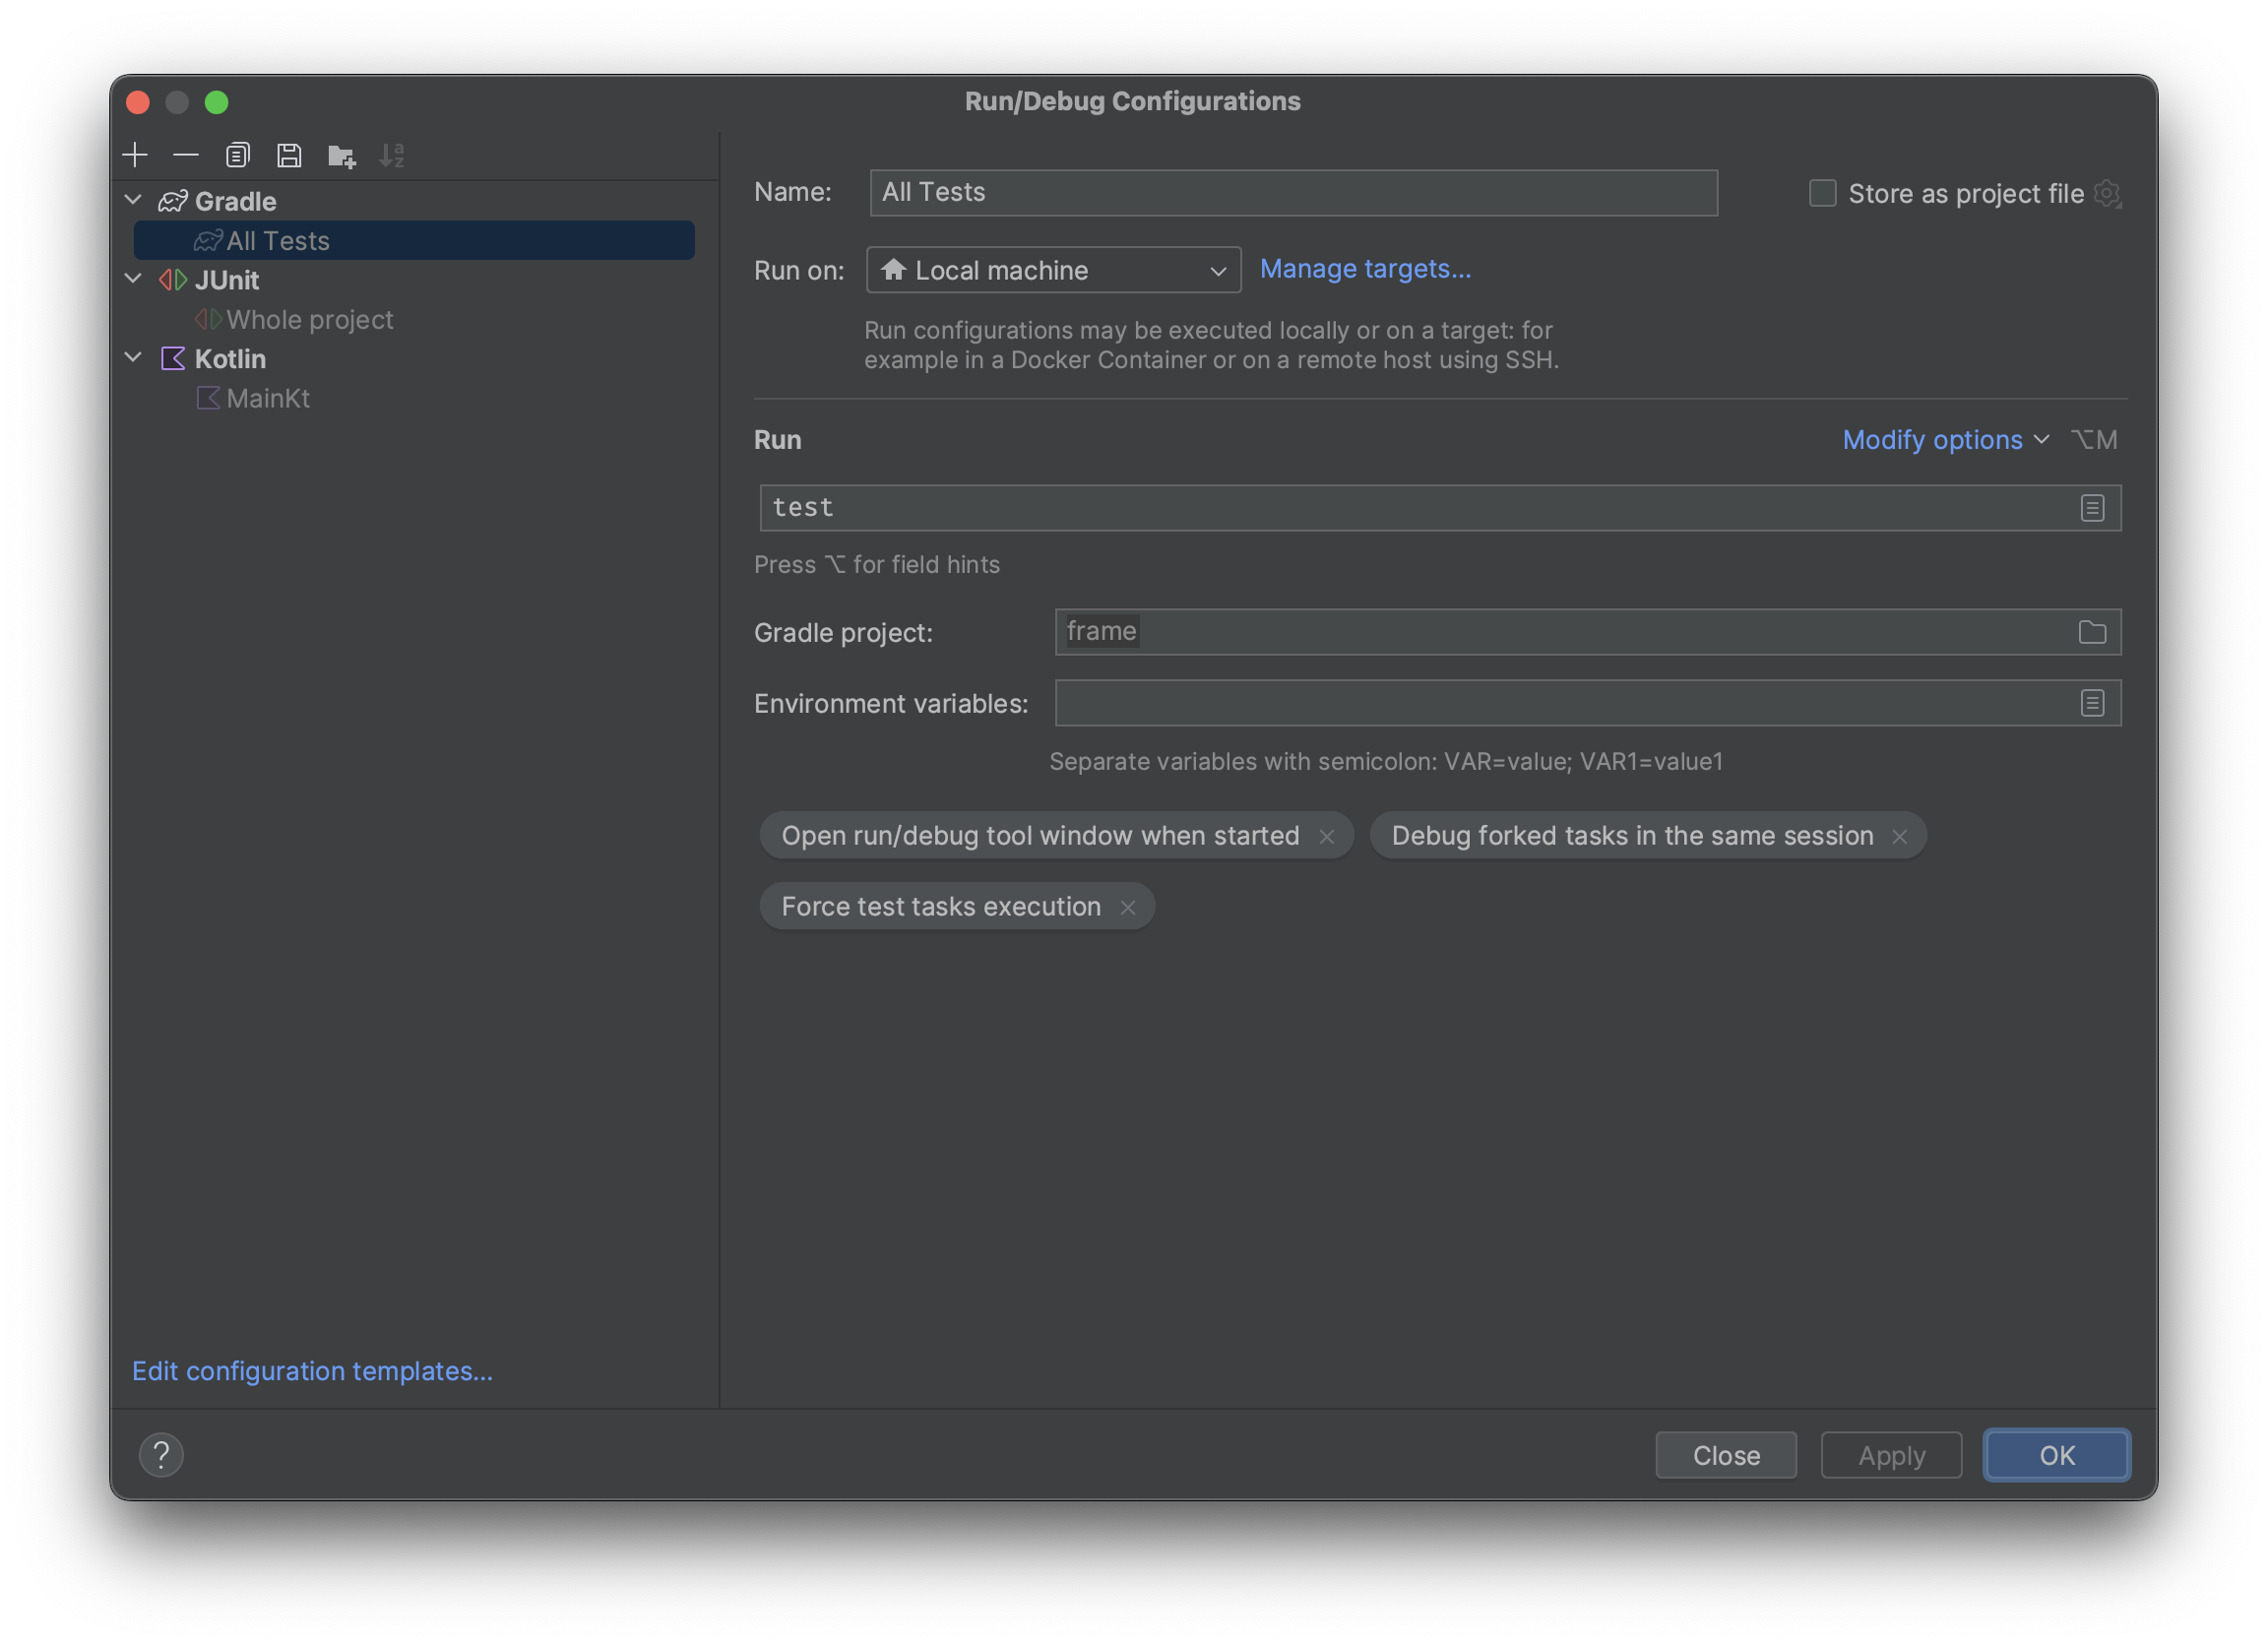 Run/Debug Configurations
Gradle
All Tests
JUnit
Whole project
Kotlin
MainKt
Edit configuration templates...
Name: All Tests Store as project file
Run on: Local machine Manage targets...
Run configurations may be executed locally or on a target: for
example in a Docker Container or on a remote host using SSH.
Run Modify options ⌥M
test
Press ⌥ for field hints
Gradle project: frame
Environment variables:
Separate variables with semicolon: VAR=value; VAR1=value1
Open run/debug tool window when started × Debug forked tasks in the same session ×
Force test tasks execution ×
? Close Apply OK